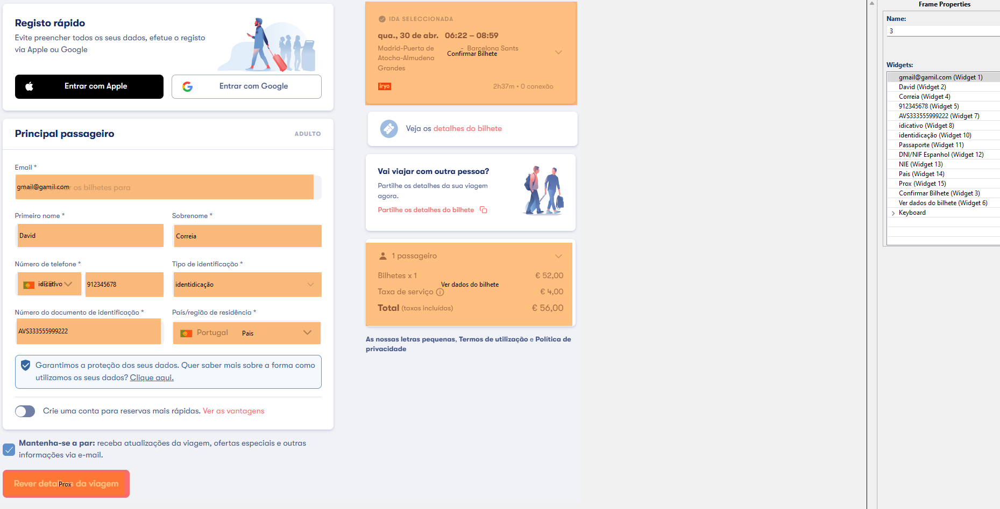 Registo rápido
Evite preencher todos os seus dados, efetue o registo
via Apple ou Google
Entrar com Apple
Entrar com Google
Principal passageiro
ADULTO
Email *
gmail@gamil.com
os bilhetes para
Primeiro nome *
Sobrenome *
David
Correia
Número de telefone *
Tipo de identificação *
idicativo
912345678
identidicação
Número do documento de identificação *
País/região de residência *
AVS333555999222
Portugal
Pais
Garantimos a proteção dos seus dados. Quer saber mais sobre a forma como
utilizamos os seus dados? Clique aqui.
Crie uma conta para reservas mais rápidas. Ver as vantagens
Mantenha-se a par: receba atualizações da viagem, ofertas especiais e outras
informações via e-mail.
Rever detalhes da viagem
Prox
IDA SELECCIONADA
qua., 30 de abr. 06:22 – 08:59
Madrid-Puerta de
Atocha-Almudena
Grandes
- Barcelona Sants
Confirmar Bilhete
iryo
2h37m • 0 conexão
Veja os detalhes do bilhete
Vai viajar com outra pessoa?
Partilhe os detalhes da sua viagem
agora.
Partilhe os detalhes do bilhete
1 passageiro
Bilhetes x 1
€ 52,00
Ver dados do bilhete
Taxa de serviço
€ 4,00
Total (taxas incluídas)
€ 56,00
As nossas letras pequenas, Termos de utilização e Política de
privacidade
Frame Properties
Name:
3
Widgets:
gmail@gamil.com (Widget 1)
David (Widget 2)
Correia (Widget 4)
912345678 (Widget 5)
AVS333555999222 (Widget 7)
idicativo (Widget 8)
identidicação (Widget 10)
Passaporte (Widget 11)
DNI/NIF Espanhol (Widget 12)
NIE (Widget 13)
Pais (Widget 14)
Prox (Widget 15)
Confirmar Bilhete (Widget 3)
Ver dados do bilhete (Widget 6)
Keyboard